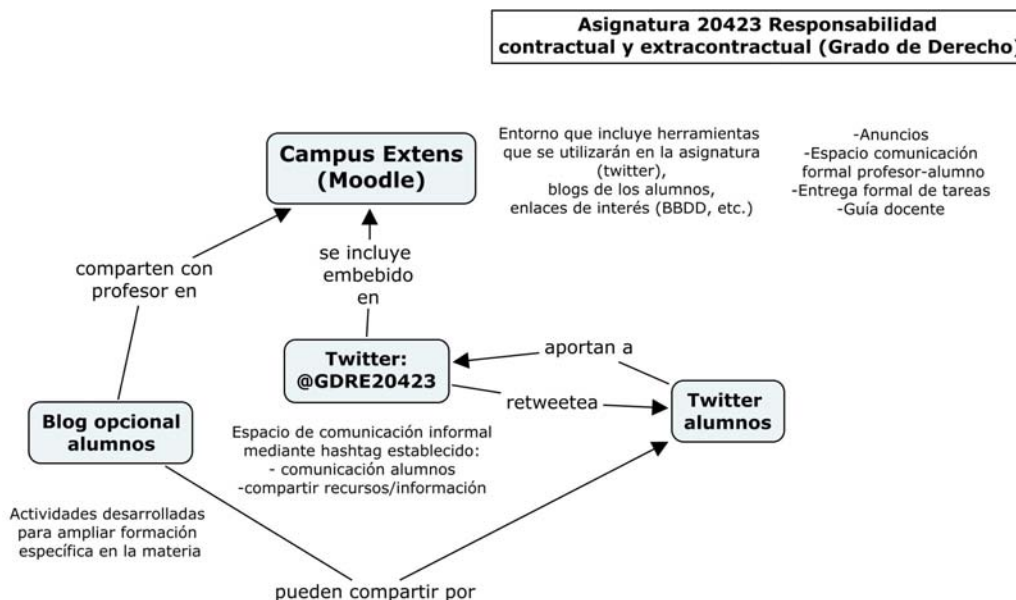 Asignatura 20423 Responsabilidad
contractual y extracontractual (Grado de Derecho)
Campus Extens
(Moodle)
Entorno que incluye herramientas
que se utilizarán en la asignatura
(twitter),
blogs de los alumnos,
enlaces de interés (BBDD, etc.)
-Anuncios
-Espacio comunicación
formal profesor-alumno
-Entrega formal de tareas
-Guía docente
comparten con
profesor en
se incluye
embebido
en
Twitter:
@GDRE20423
aportan a
retweetea
Twitter
alumnos
Blog opcional
alumnos
Espacio de comunicación informal
mediante hashtag establecido:
- comunicación alumnos
-compartir recursos/información
Actividades desarrolladas
para ampliar formación
específica en la materia
pueden compartir por